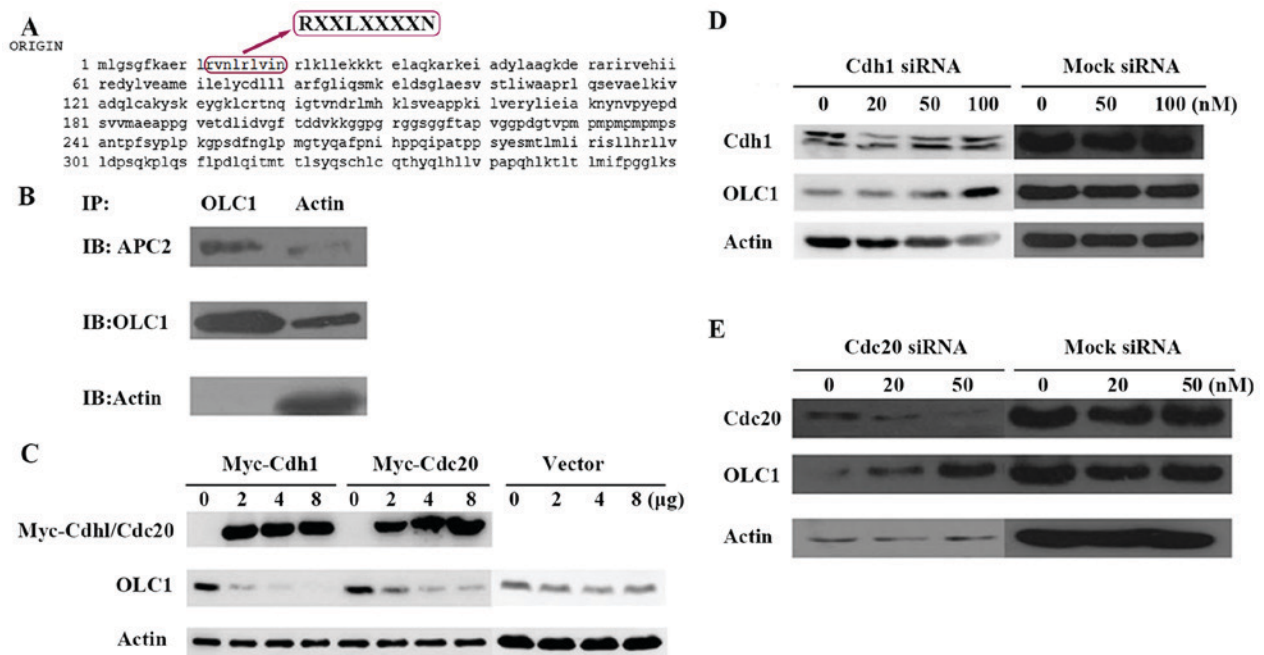 A
RXXLXXXXN
ORIGIN
1 mlgsgfkaer l rvnlrlvin rlkllekkkt elaqkarkei adylaagkde rarirvehii
61 redylveame ilelycdlll arfgliqsmk eldsglaesv stliwaaprl qsevaelkiv
121 adqlcakysk eygklcrtnq igtvndrlmh klsveappki lverylieia knynvpyepd
181 svvmaeappg vetdlidvgf tddvkkggpg rggsggftap vggpdgtvpm pmpmpmpmps
241 antpfsyplp kgpsdfnglp mgtyqafpni hppqipatpp syesmtlmli risllhrllv
301 ldpsqkplqs flpdlqitmt tlsyqschlc qthyqlhllv papqhlktlt lmifpgglks
B
IP: OLC1 Actin
IB: APC2
IB:OLC1
IB:Actin
C
Myc-Cdh1 Myc-Cdc20 Vector
0 2 4 8 0 2 4 8 0 2 4 8 (µg)
Myc-Cdhl/Cdc20
OLC1
Actin
D
Cdh1 siRNA Mock siRNA
0 20 50 100 0 50 100 (nM)
Cdh1
OLC1
Actin
E
Cdc20 siRNA Mock siRNA
0 20 50 0 20 50 (nM)
Cdc20
OLC1
Actin